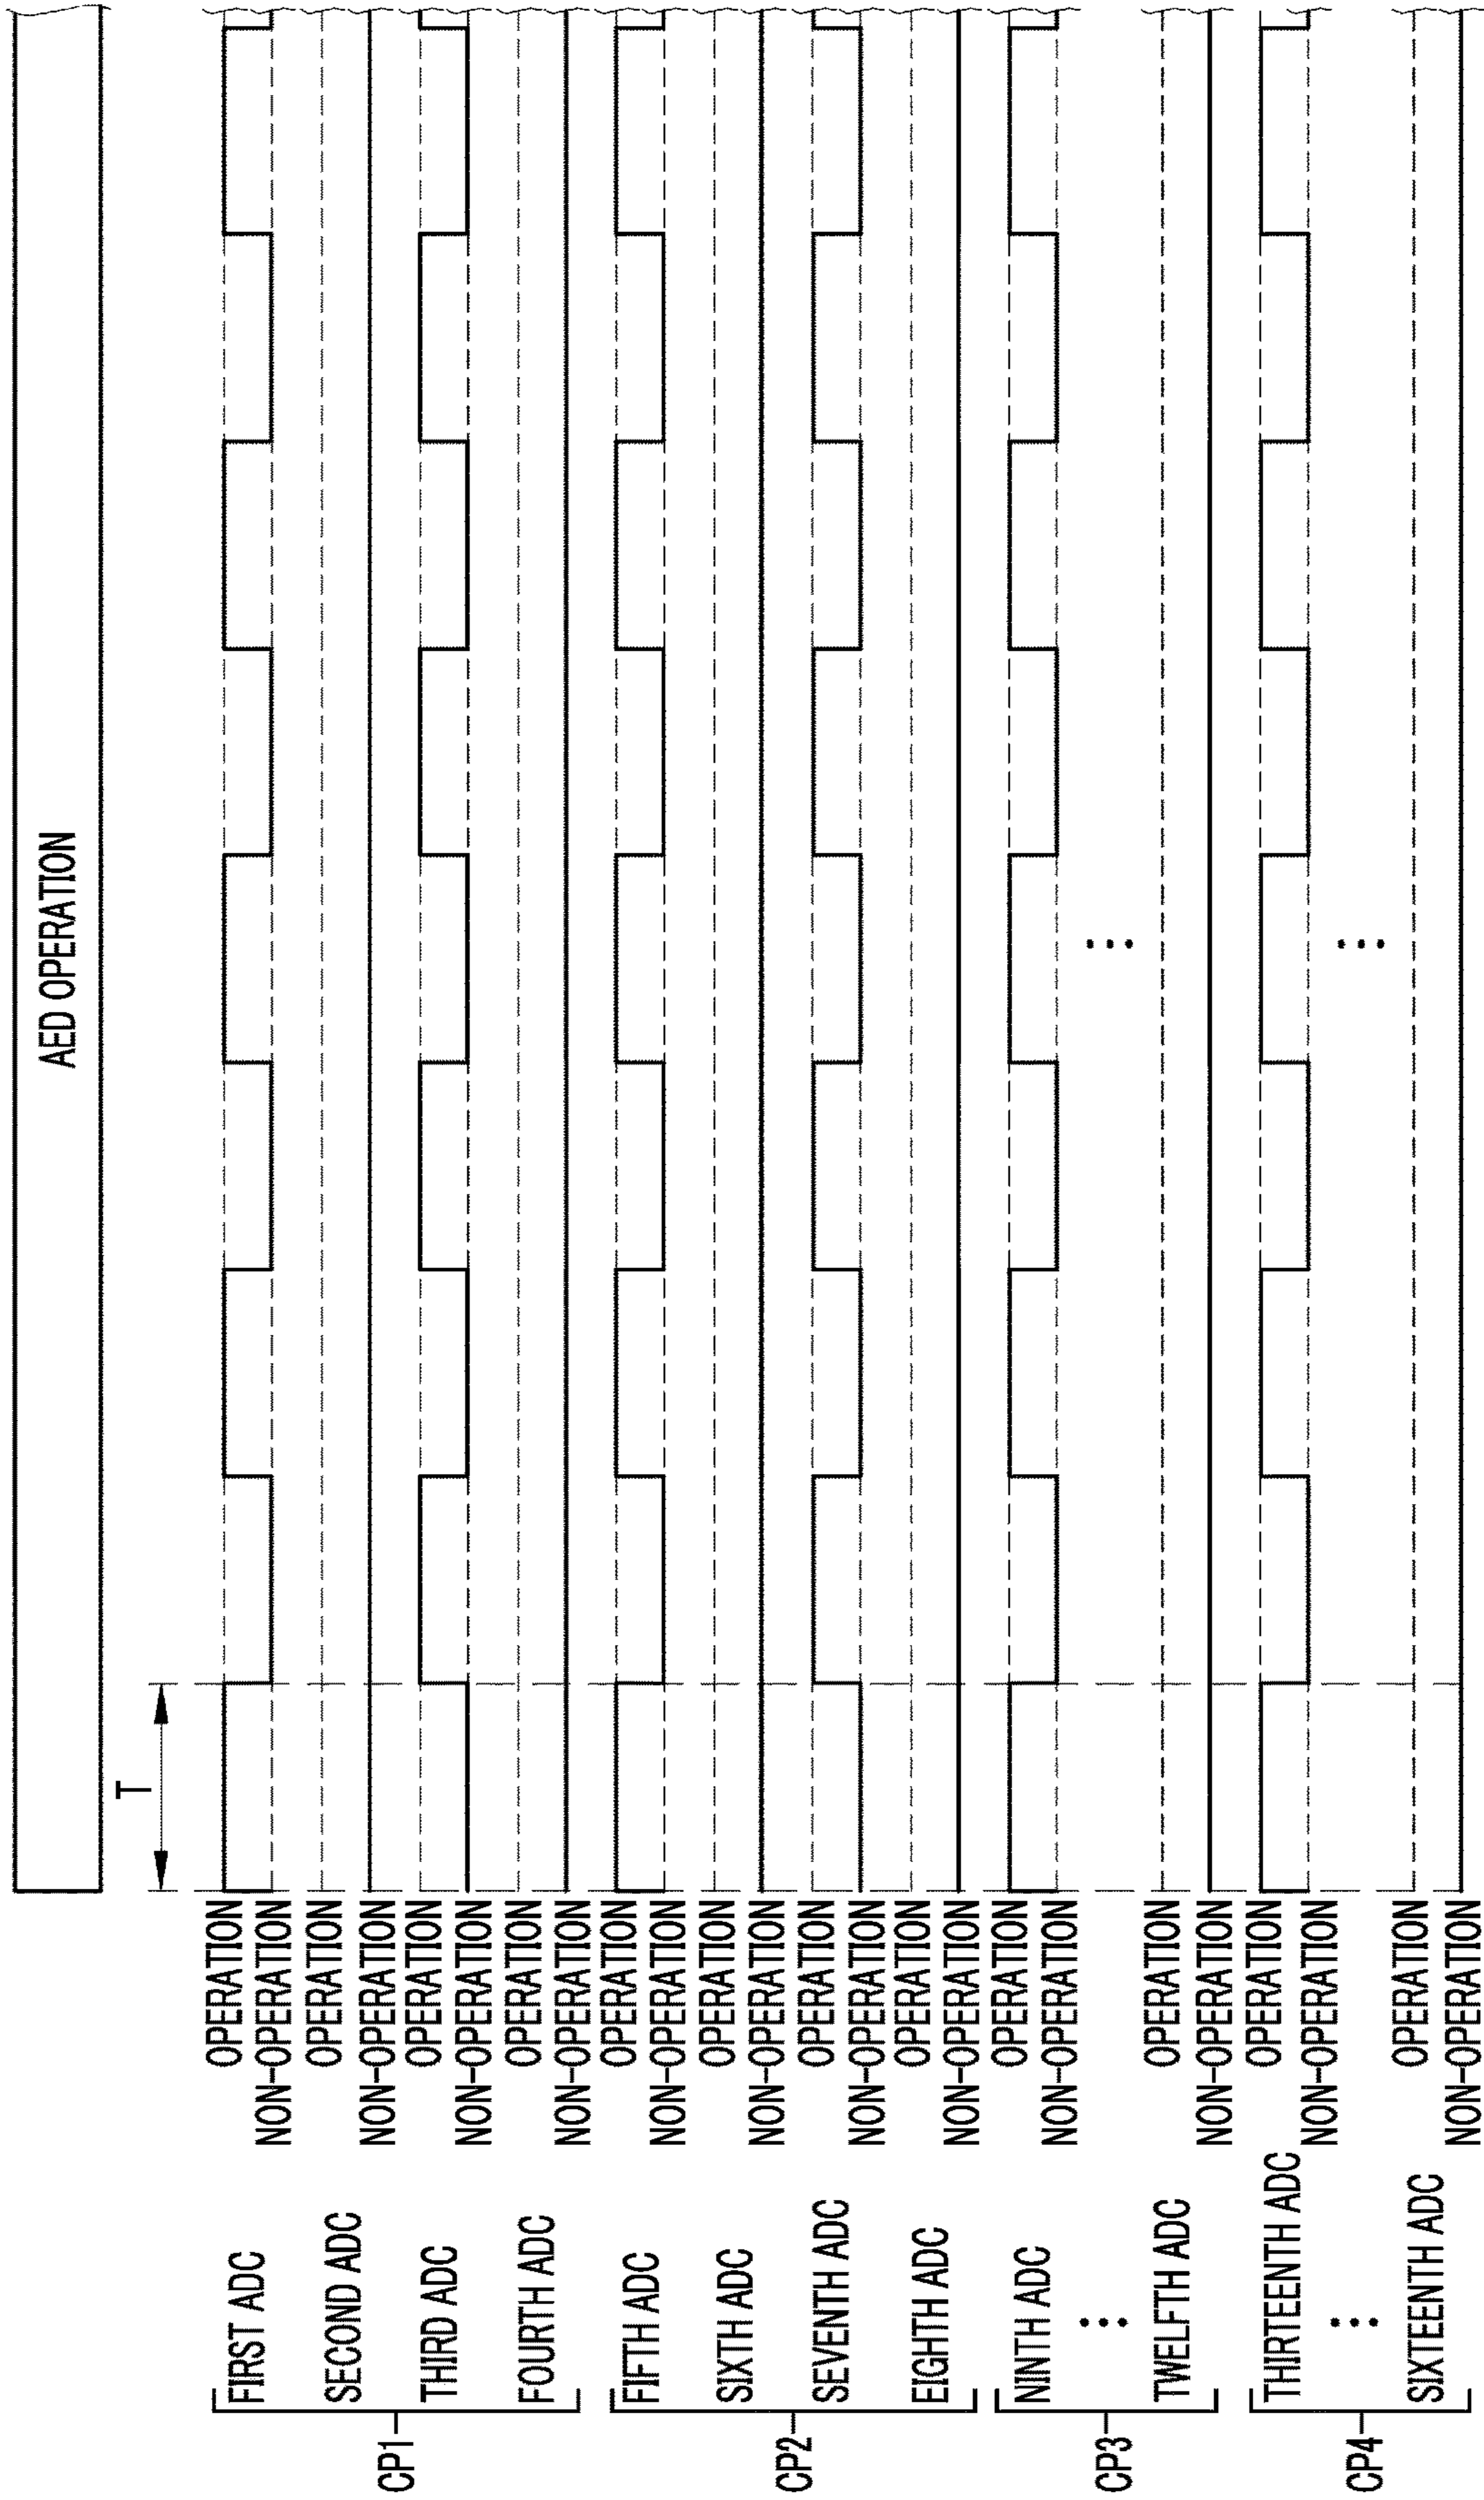 AED OPERATION
T
CP1
FIRST ADC
OPERATION
NON-OPERATION
SECOND ADC
OPERATION
NON-OPERATION
THIRD ADC
OPERATION
NON-OPERATION
FOURTH ADC
OPERATION
NON-OPERATION
CP2
FIFTH ADC
OPERATION
NON-OPERATION
SIXTH ADC
OPERATION
NON-OPERATION
SEVENTH ADC
OPERATION
NON-OPERATION
EIGHTH ADC
OPERATION
NON-OPERATION
CP3
NINTH ADC
OPERATION
NON-OPERATION
TWELFTH ADC
OPERATION
NON-OPERATION
CP4
THIRTEENTH ADC
OPERATION
NON-OPERATION
SIXTEENTH ADC
OPERATION
NON-OPERATION